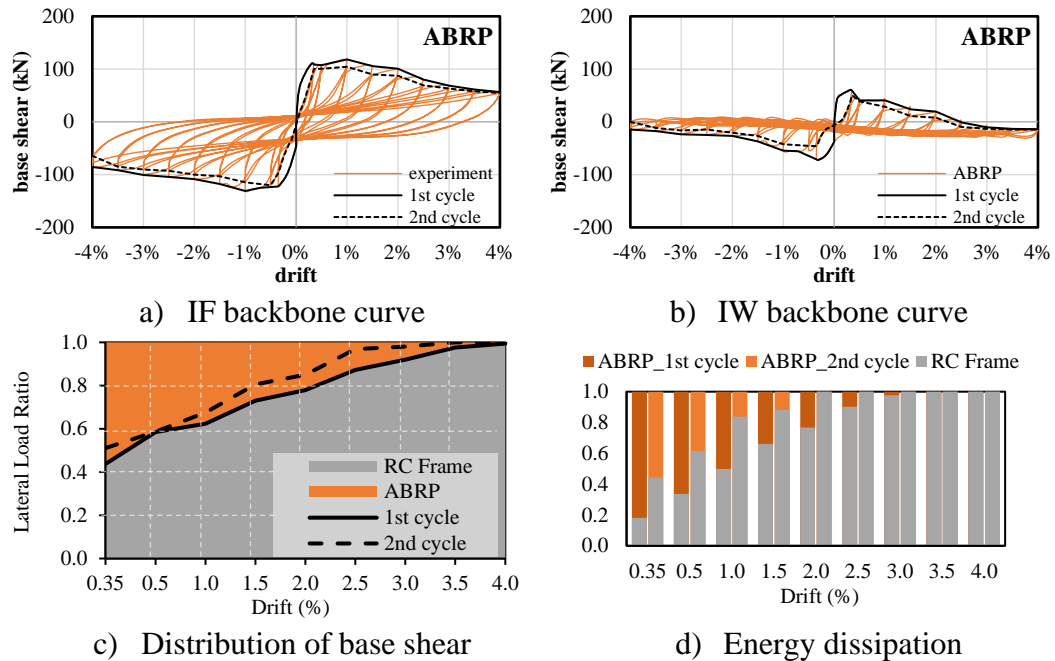 200
100
0
-100
-200
base shear (kN)
ABRP
experiment
1st cycle
2nd cycle
-4% -3% -2% -1% 0% 1% 2% 3% 4%
drift
a) IF backbone curve
200
100
0
-100
-200
base shear (kN)
ABRP
ABRP
1st cycle
2nd cycle
-4% -3% -2% -1% 0% 1% 2% 3% 4%
drift
b) IW backbone curve
1.0
0.8
0.6
0.4
0.2
0.0
Lateral Load Ratio
RC Frame
ABRP
1st cycle
2nd cycle
0.35 0.5 1.0 1.5 2.0 2.5 3.0 3.5 4.0
Drift (%)
c) Distribution of base shear
ABRP_1st cycle ABRP_2nd cycle RC Frame
1.0
0.8
0.6
0.4
0.2
0.0
0.35 0.5 1.0 1.5 2.0 2.5 3.0 3.5 4.0
Drift (%)
d) Energy dissipation